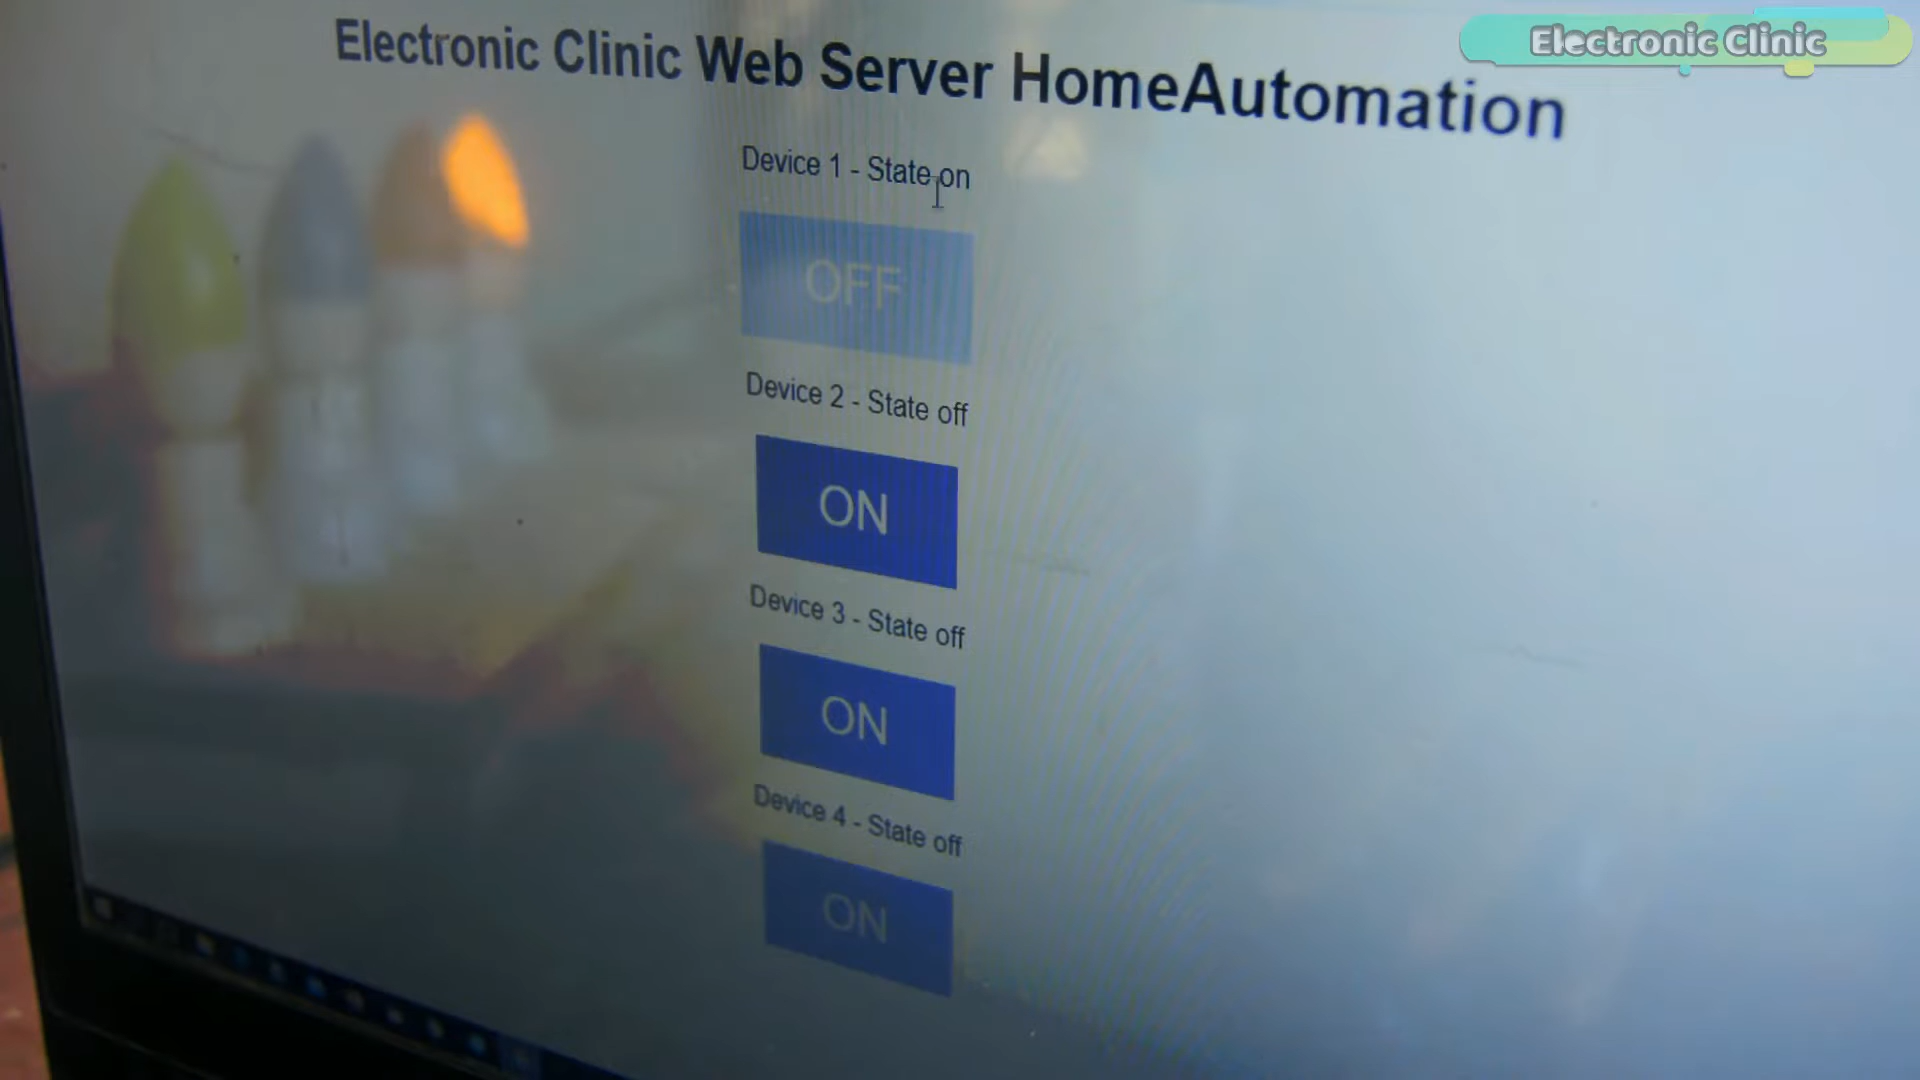 Electronic Clinic
Electronic Clinic Web Server HomeAutomation
Device 1 - State on
OFF
Device 2 - State off
ON
Device 3 - State off
ON
Device 4 - State off
ON